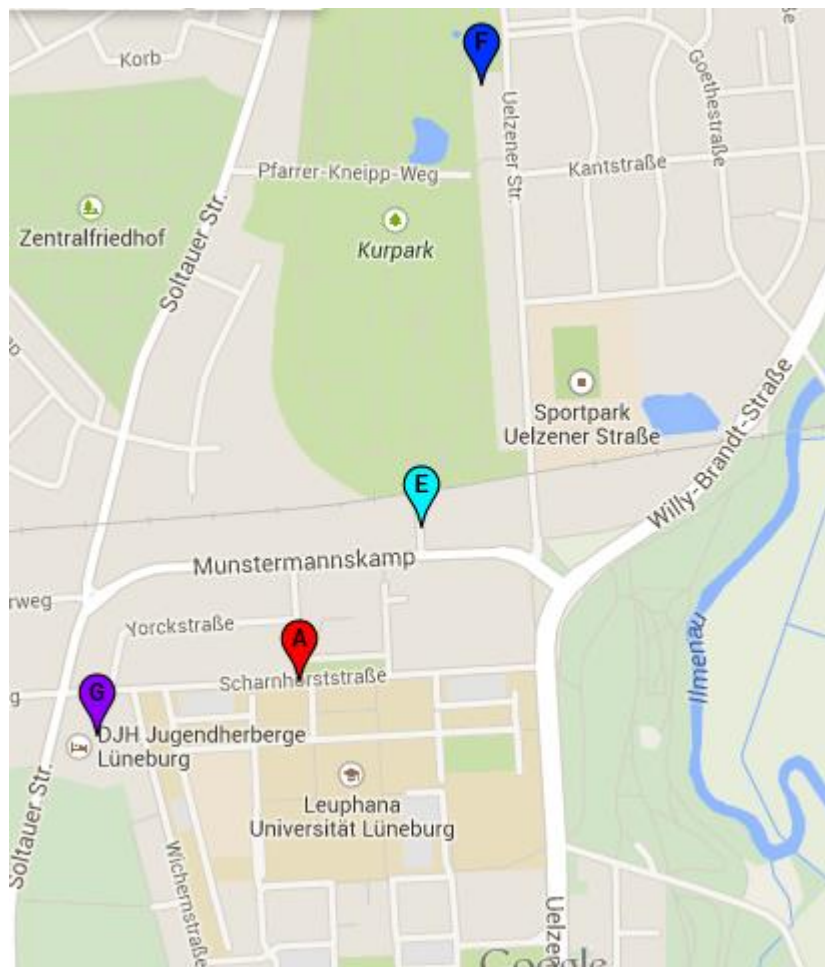 F
Korb
Goethestraße
Uelzener Str.
Pfarrer-Kneipp-Weg
Kantstraße
Soltauer Str.
Zentralfriedhof
Kurpark
Sportpark
Uelzener Straße
Willy-Brandt-Straße
E
Munstermannskamp
rweg
Yorckstraße
A
Ilmenau
Scharnhorststraße
g
G
DJH Jugendherberge
Lüneburg
Soltauer Str.
Leuphana
Universität Lüneburg
Wichernstraße
Uelzen
Google